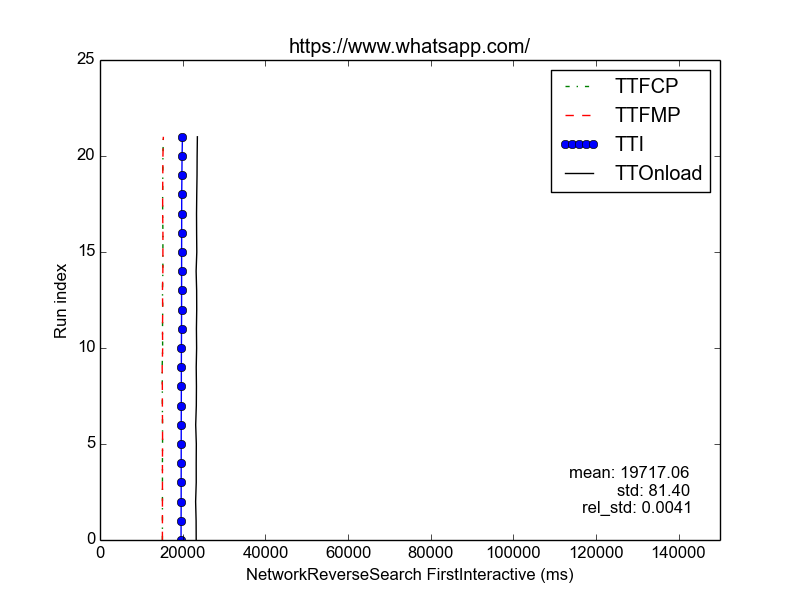 https://www.whatsapp.com/
25
20
15
10
5
0
Run index
TTFCP
TTFMP
TTI
TTOnload
mean: 19717.06
std: 81.40
rel_std: 0.0041
0 20000 40000 60000 80000 100000 120000 140000
NetworkReverseSearch FirstInteractive (ms)